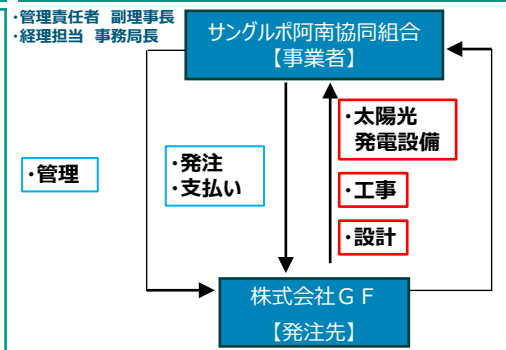 ・管理責任者 副理事長
・経理担当 事務局長
サングルポ阿南協同組合
【事業者】
・太陽光
発電設備
・発注
・支払い
・管理
・工事
・設計
株式会社ＧＦ
【発注先】